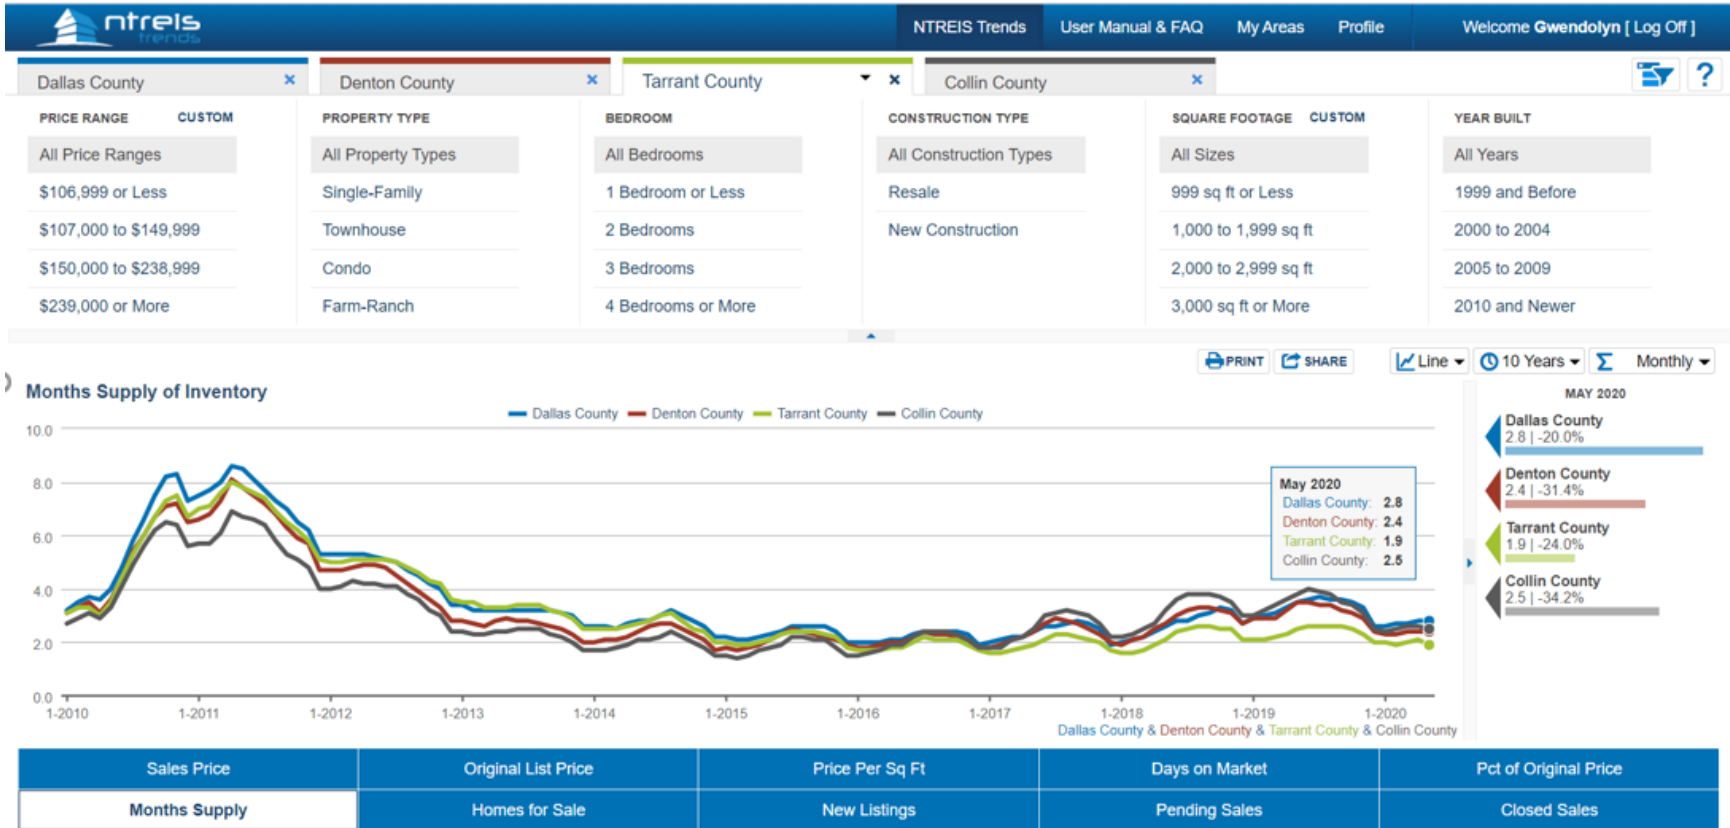 ntreis
trends
NTREIS Trends User Manual & FAQ My Areas Profile Welcome Gwendolyn [ Log Off ]
Dallas County × Denton County × Tarrant County × Collin County ×
?
PRICE RANGE CUSTOM PROPERTY TYPE BEDROOM CONSTRUCTION TYPE SQUARE FOOTAGE CUSTOM YEAR BUILT
All Price Ranges All Property Types All Bedrooms All Construction Types All Sizes All Years
$106,999 or Less Single-Family 1 Bedroom or Less Resale 999 sq ft or Less 1999 and Before
$107,000 to $149,999 Townhouse 2 Bedrooms New Construction 1,000 to 1,999 sq ft 2000 to 2004
$150,000 to $238,999 Condo 3 Bedrooms 2,000 to 2,999 sq ft 2005 to 2009
$239,000 or More Farm-Ranch 4 Bedrooms or More 3,000 sq ft or More 2010 and Newer
PRINT SHARE Line 10 Years Σ Monthly
Months Supply of Inventory
Dallas County Denton County Tarrant County Collin County
10.0
8.0
6.0
4.0
2.0
0.0
1-2010 1-2011 1-2012 1-2013 1-2014 1-2015 1-2016 1-2017 1-2018 1-2019 1-2020
May 2020
Dallas County: 2.8
Denton County: 2.4
Tarrant County: 1.9
Collin County: 2.5
Dallas County & Denton County & Tarrant County & Collin County
MAY 2020
Dallas County
2.8 | -20.0%
Denton County
2.4 | -31.4%
Tarrant County
1.9 | -24.0%
Collin County
2.5 | -34.2%
Sales Price Original List Price Price Per Sq Ft Days on Market Pct of Original Price
Months Supply Homes for Sale New Listings Pending Sales Closed Sales